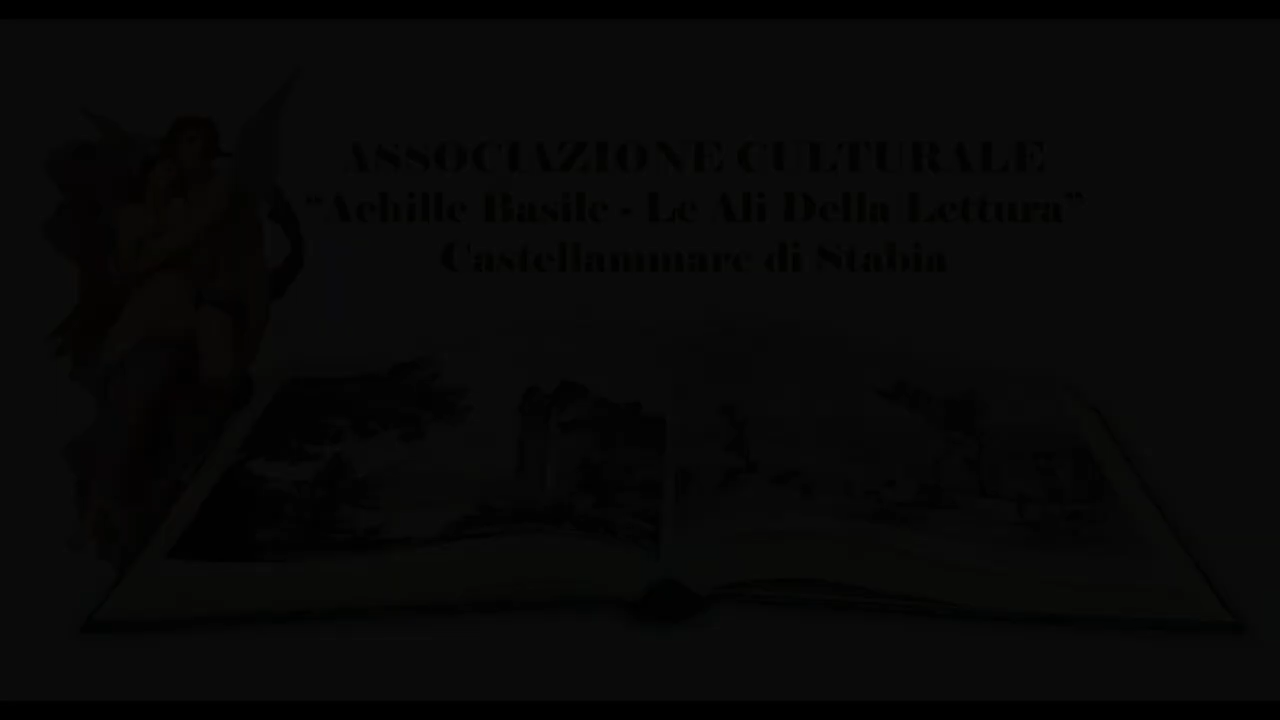 ASSOCIAZIONE CULTURALE
“Achille Basile - Le Ali Della Lettura”
Castellammare di Stabia